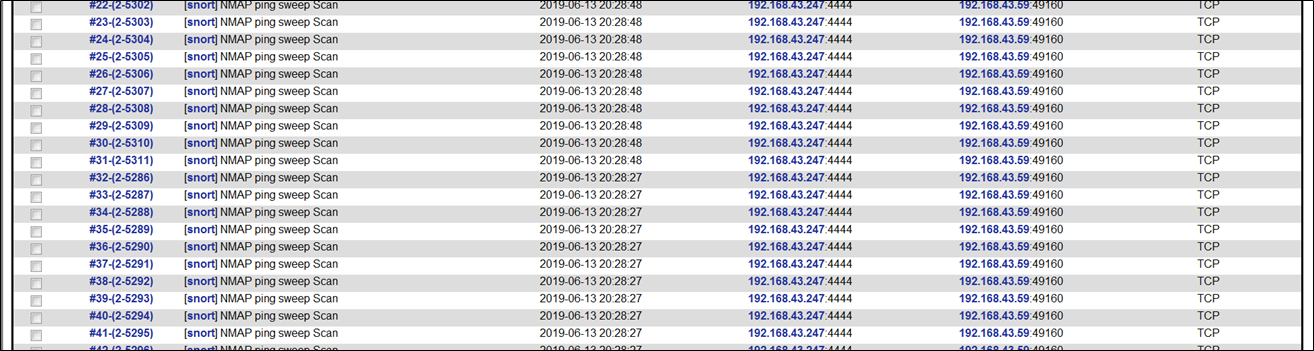 #22-(2-5302) [snort] NMAP ping sweep Scan 2019-06-13 20:28:48 192.168.43.247:4444 192.168.43.59:49160 TCP
#23-(2-5303) [snort] NMAP ping sweep Scan 2019-06-13 20:28:48 192.168.43.247:4444 192.168.43.59:49160 TCP
#24-(2-5304) [snort] NMAP ping sweep Scan 2019-06-13 20:28:48 192.168.43.247:4444 192.168.43.59:49160 TCP
#25-(2-5305) [snort] NMAP ping sweep Scan 2019-06-13 20:28:48 192.168.43.247:4444 192.168.43.59:49160 TCP
#26-(2-5306) [snort] NMAP ping sweep Scan 2019-06-13 20:28:48 192.168.43.247:4444 192.168.43.59:49160 TCP
#27-(2-5307) [snort] NMAP ping sweep Scan 2019-06-13 20:28:48 192.168.43.247:4444 192.168.43.59:49160 TCP
#28-(2-5308) [snort] NMAP ping sweep Scan 2019-06-13 20:28:48 192.168.43.247:4444 192.168.43.59:49160 TCP
#29-(2-5309) [snort] NMAP ping sweep Scan 2019-06-13 20:28:48 192.168.43.247:4444 192.168.43.59:49160 TCP
#30-(2-5310) [snort] NMAP ping sweep Scan 2019-06-13 20:28:48 192.168.43.247:4444 192.168.43.59:49160 TCP
#31-(2-5311) [snort] NMAP ping sweep Scan 2019-06-13 20:28:48 192.168.43.247:4444 192.168.43.59:49160 TCP
#32-(2-5286) [snort] NMAP ping sweep Scan 2019-06-13 20:28:27 192.168.43.247:4444 192.168.43.59:49160 TCP
#33-(2-5287) [snort] NMAP ping sweep Scan 2019-06-13 20:28:27 192.168.43.247:4444 192.168.43.59:49160 TCP
#34-(2-5288) [snort] NMAP ping sweep Scan 2019-06-13 20:28:27 192.168.43.247:4444 192.168.43.59:49160 TCP
#35-(2-5289) [snort] NMAP ping sweep Scan 2019-06-13 20:28:27 192.168.43.247:4444 192.168.43.59:49160 TCP
#36-(2-5290) [snort] NMAP ping sweep Scan 2019-06-13 20:28:27 192.168.43.247:4444 192.168.43.59:49160 TCP
#37-(2-5291) [snort] NMAP ping sweep Scan 2019-06-13 20:28:27 192.168.43.247:4444 192.168.43.59:49160 TCP
#38-(2-5292) [snort] NMAP ping sweep Scan 2019-06-13 20:28:27 192.168.43.247:4444 192.168.43.59:49160 TCP
#39-(2-5293) [snort] NMAP ping sweep Scan 2019-06-13 20:28:27 192.168.43.247:4444 192.168.43.59:49160 TCP
#40-(2-5294) [snort] NMAP ping sweep Scan 2019-06-13 20:28:27 192.168.43.247:4444 192.168.43.59:49160 TCP
#41-(2-5295) [snort] NMAP ping sweep Scan 2019-06-13 20:28:27 192.168.43.247:4444 192.168.43.59:49160 TCP